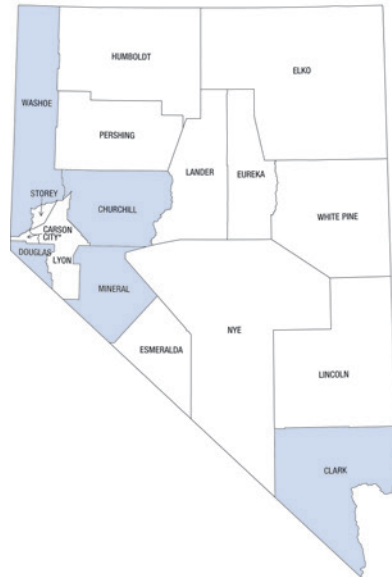 HUMBOLDT
ELKO
WASHOE
PERSHING
LANDER
EUREKA
STOREY
CHURCHILL
WHITE PINE
CARSON
CITY*
DOUGLAS
LYON
MINERAL
NYE
ESMERALDA
LINCOLN
CLARK